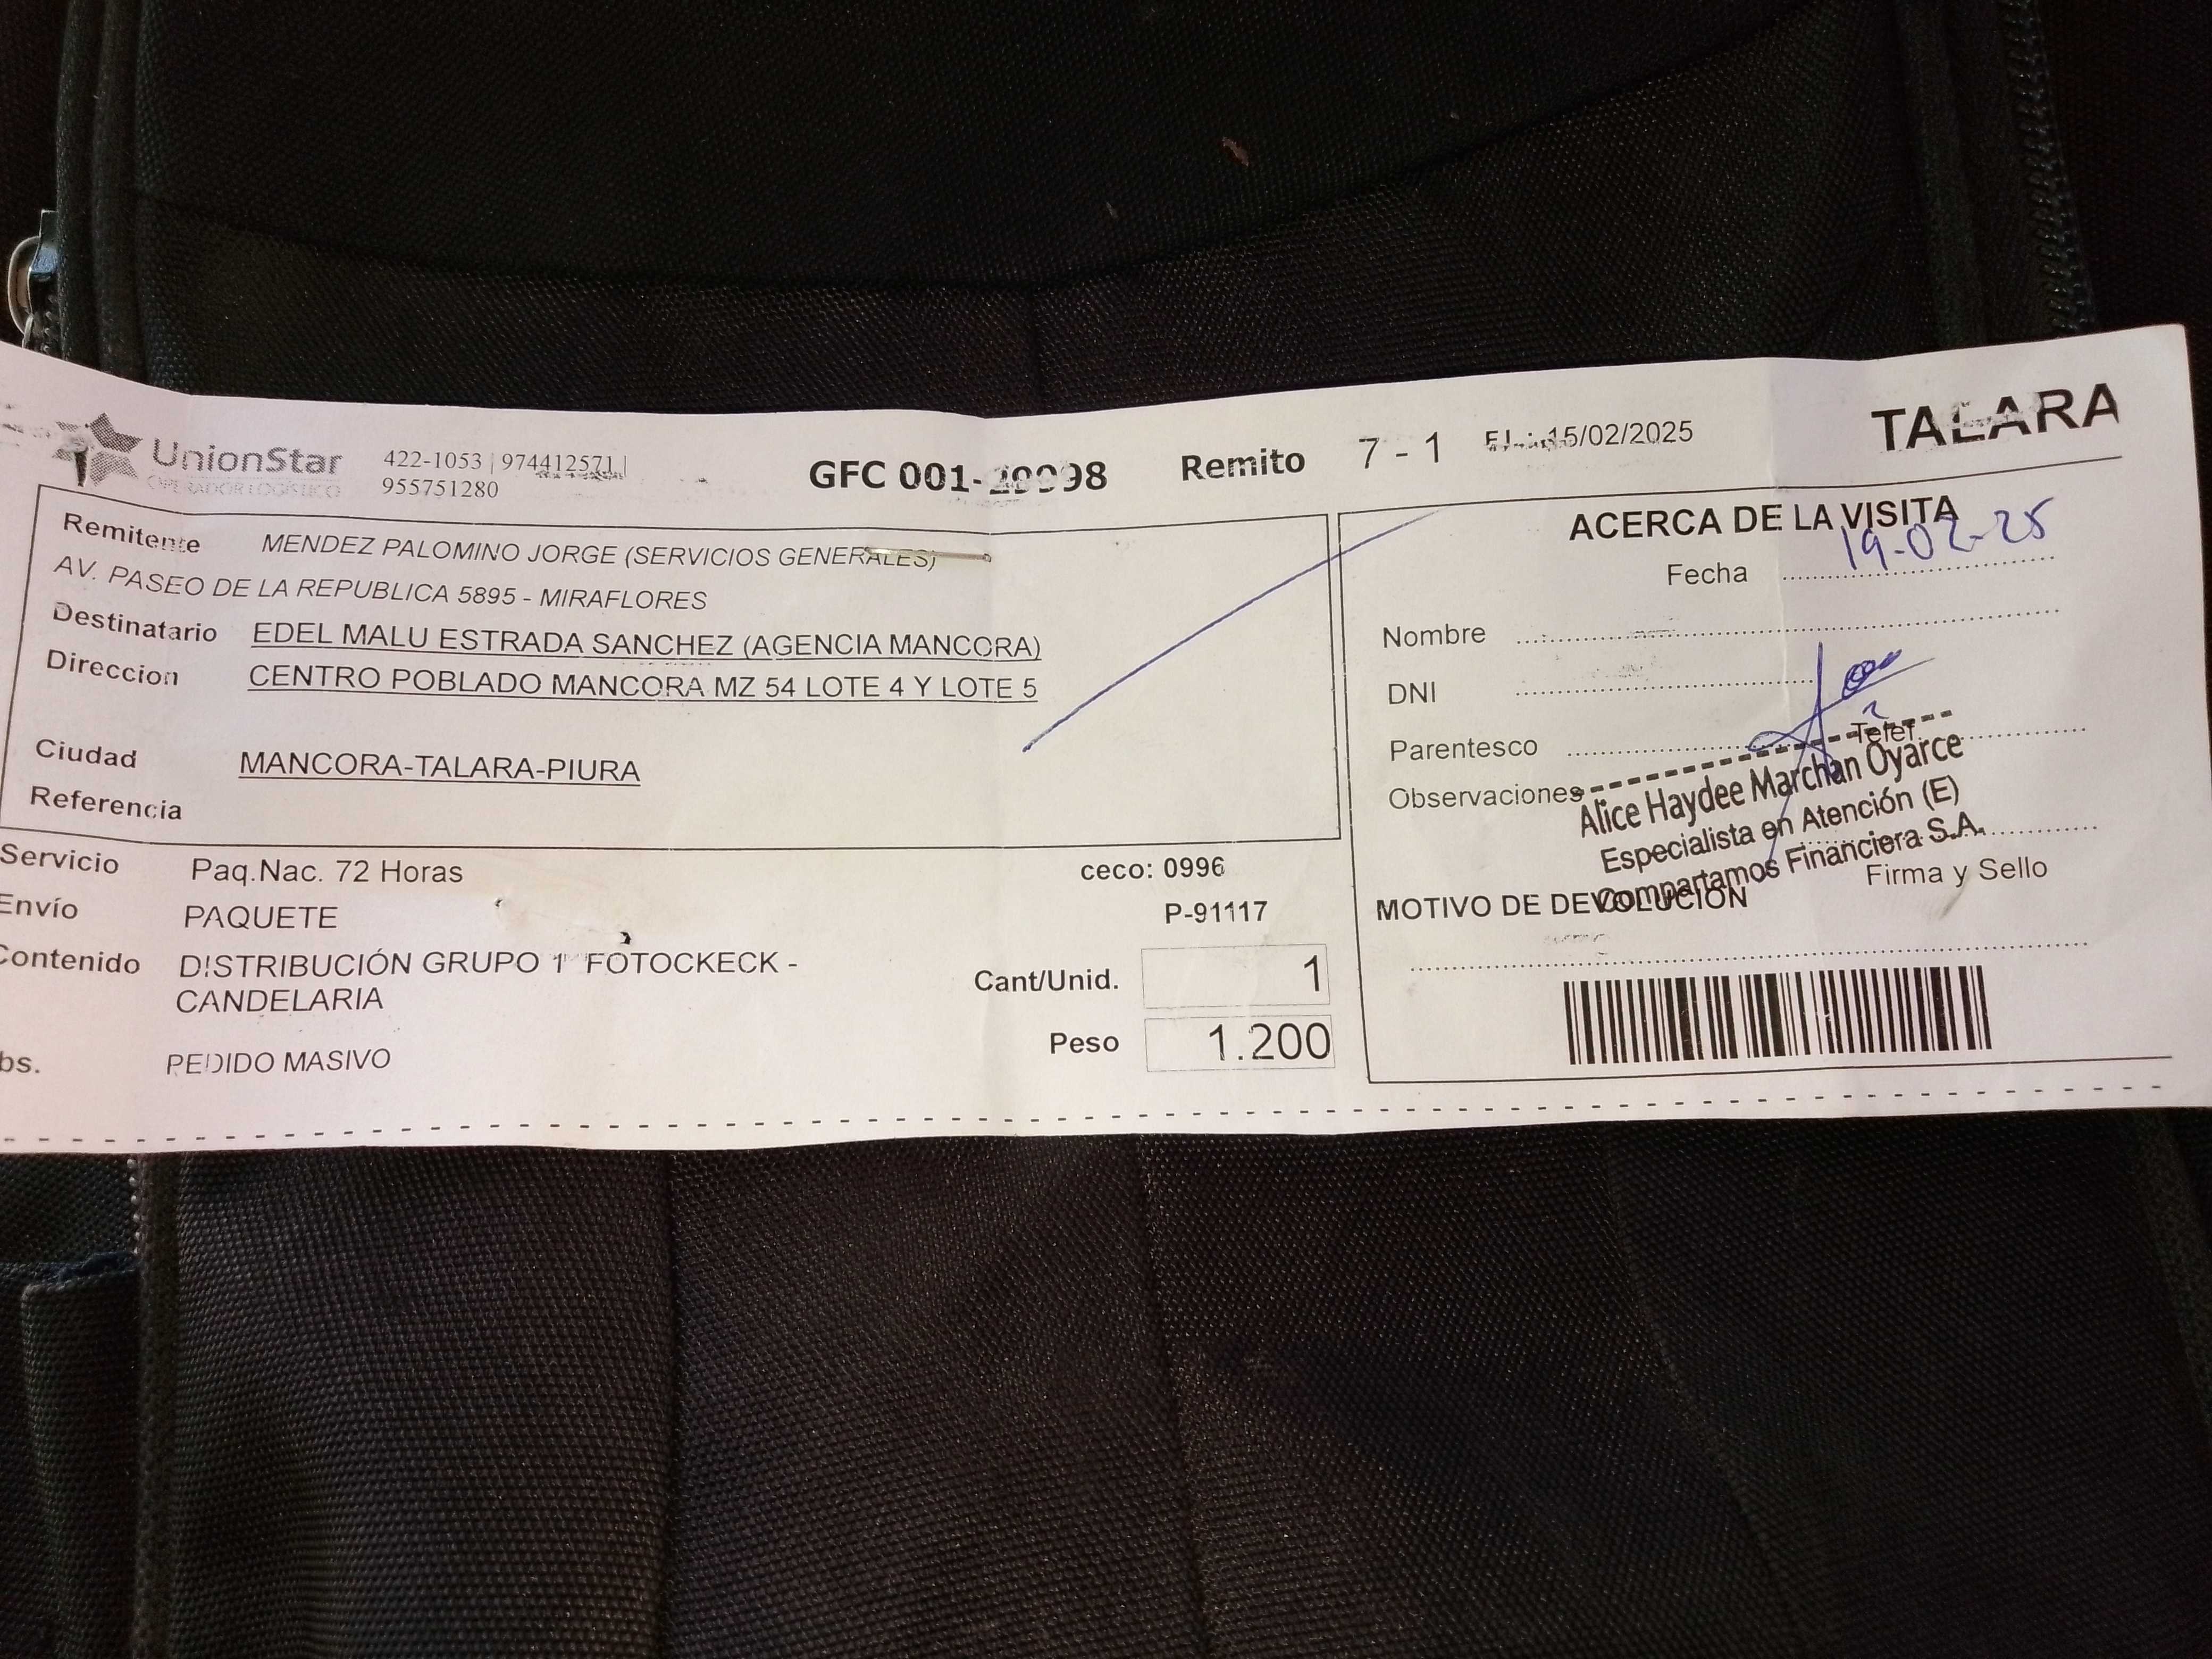 UnionStar
OPERADOR LOGÍSTICO
422-1053 | 974412571 |
955751280
GFC 001-29998
Remito 7 - 1
15/02/2025
TALARA
Remitente MENDEZ PALOMINO JORGE (SERVICIOS GENERALES)
AV. PASEO DE LA REPUBLICA 5895 - MIRAFLORES
Destinatario EDEL MALU ESTRADA SANCHEZ (AGENCIA MANCORA)
Direccion CENTRO POBLADO MANCORA MZ 54 LOTE 4 Y LOTE 5
Ciudad MANCORA-TALARA-PIURA
Referencia
Servicio Paq.Nac. 72 Horas
ceco: 0996
Envío PAQUETE
P-91117
Contenido DISTRIBUCIÓN GRUPO 1 FOTOCKECK -
CANDELARIA
Cant/Unid. 1
Peso 1.200
bs. PEDIDO MASIVO
ACERCA DE LA VISITA
Fecha 19-02-25
Nombre
DNI
Parentesco
Telef.
Observaciones
Alice Haydee Marchan Oyarce
Especialista en Atención (E)
Compartamos Financiera S.A.
Firma y Sello
MOTIVO DE DEVOLUCION